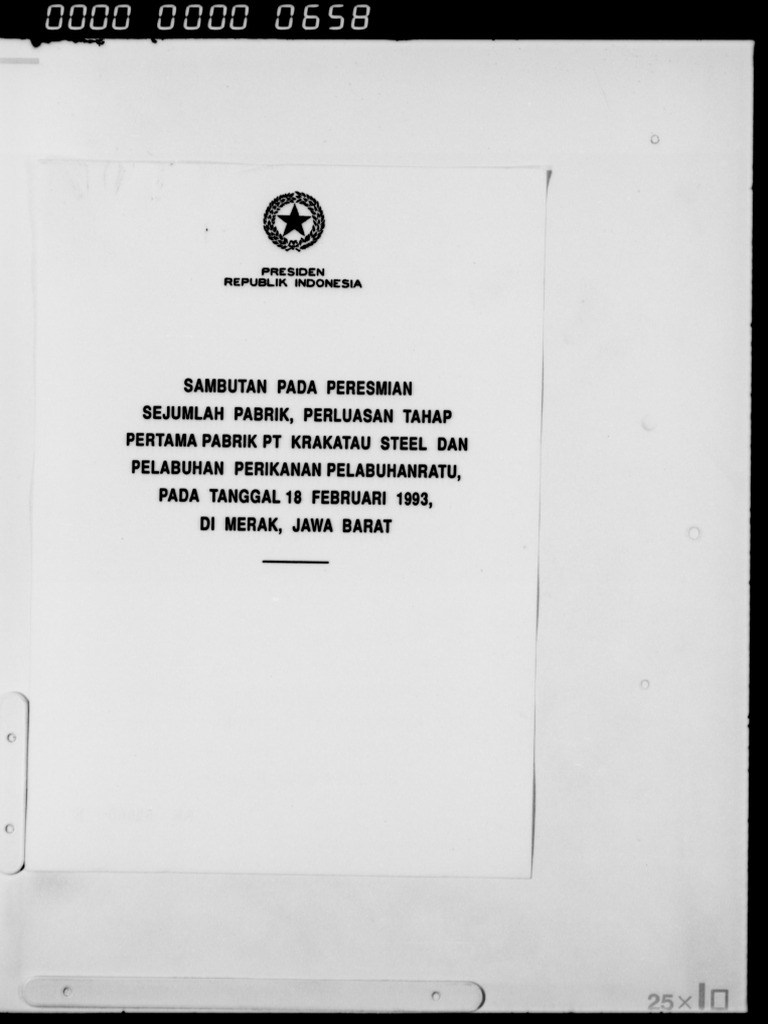 0000 0000 0658
PRESIDEN
REPUBLIK INDONESIA
SAMBUTAN PADA PERESMIAN
SEJUMLAH PABRIK, PERLUASAN TAHAP
PERTAMA PABRIK PT KRAKATAU STEEL DAN
PELABUHAN PERIKANAN PELABUHANRATU,
PADA TANGGAL 18 FEBRUARI 1993,
DI MERAK, JAWA BARAT
25×